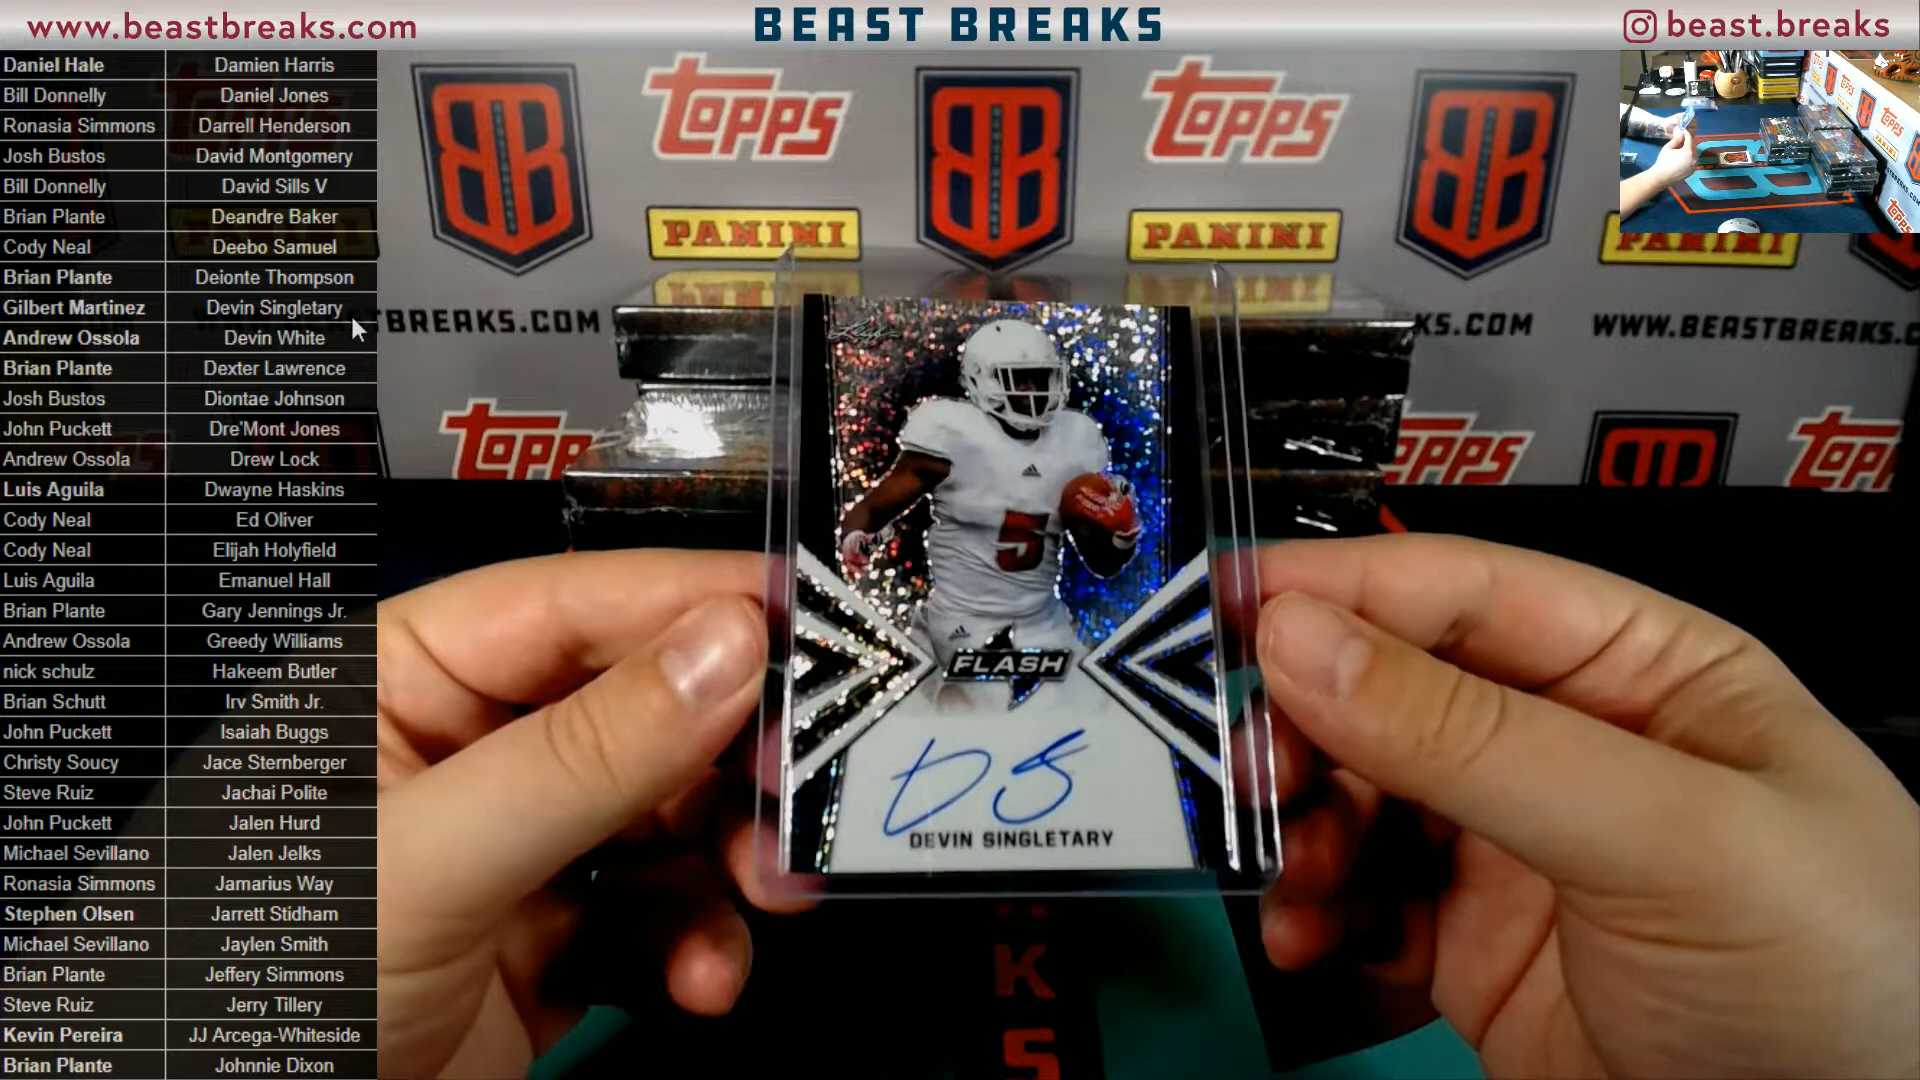 www.beastbreaks.com
BEAST BREAKS
beast.breaks
Daniel Hale Damien Harris
Bill Donnelly Daniel Jones
Ronasia Simmons Darrell Henderson
Josh Bustos David Montgomery
Bill Donnelly David Sills V
Brian Plante Deandre Baker
Cody Neal Deebo Samuel
Brian Plante Deionte Thompson
Gilbert Martinez Devin Singletary
Andrew Ossola Devin White
Brian Plante Dexter Lawrence
Josh Bustos Diontae Johnson
John Puckett Dre'Mont Jones
Andrew Ossola Drew Lock
Luis Aguila Dwayne Haskins
Cody Neal Ed Oliver
Cody Neal Elijah Holyfield
Luis Aguila Emanuel Hall
Brian Plante Gary Jennings Jr.
Andrew Ossola Greedy Williams
nick schulz Hakeem Butler
Brian Schutt Irv Smith Jr.
John Puckett Isaiah Buggs
Christy Soucy Jace Sternberger
Steve Ruiz Jachai Polite
John Puckett Jalen Hurd
Michael Sevillano Jalen Jelks
Ronasia Simmons Jamarius Way
Stephen Olsen Jarrett Stidham
Michael Sevillano Jaylen Smith
Brian Plante Jeffery Simmons
Steve Ruiz Jerry Tillery
Kevin Pereira JJ Arcega-Whiteside
Brian Plante Johnnie Dixon
Topps
Topps
PANINI
PANINI
PANINI
TBREAKS.COM
KS.COM
WWW.BEASTBREAKS.C
Topp
Topps
Top
Leaf
5
FLASH
DS
DEVIN SINGLETARY
K
S